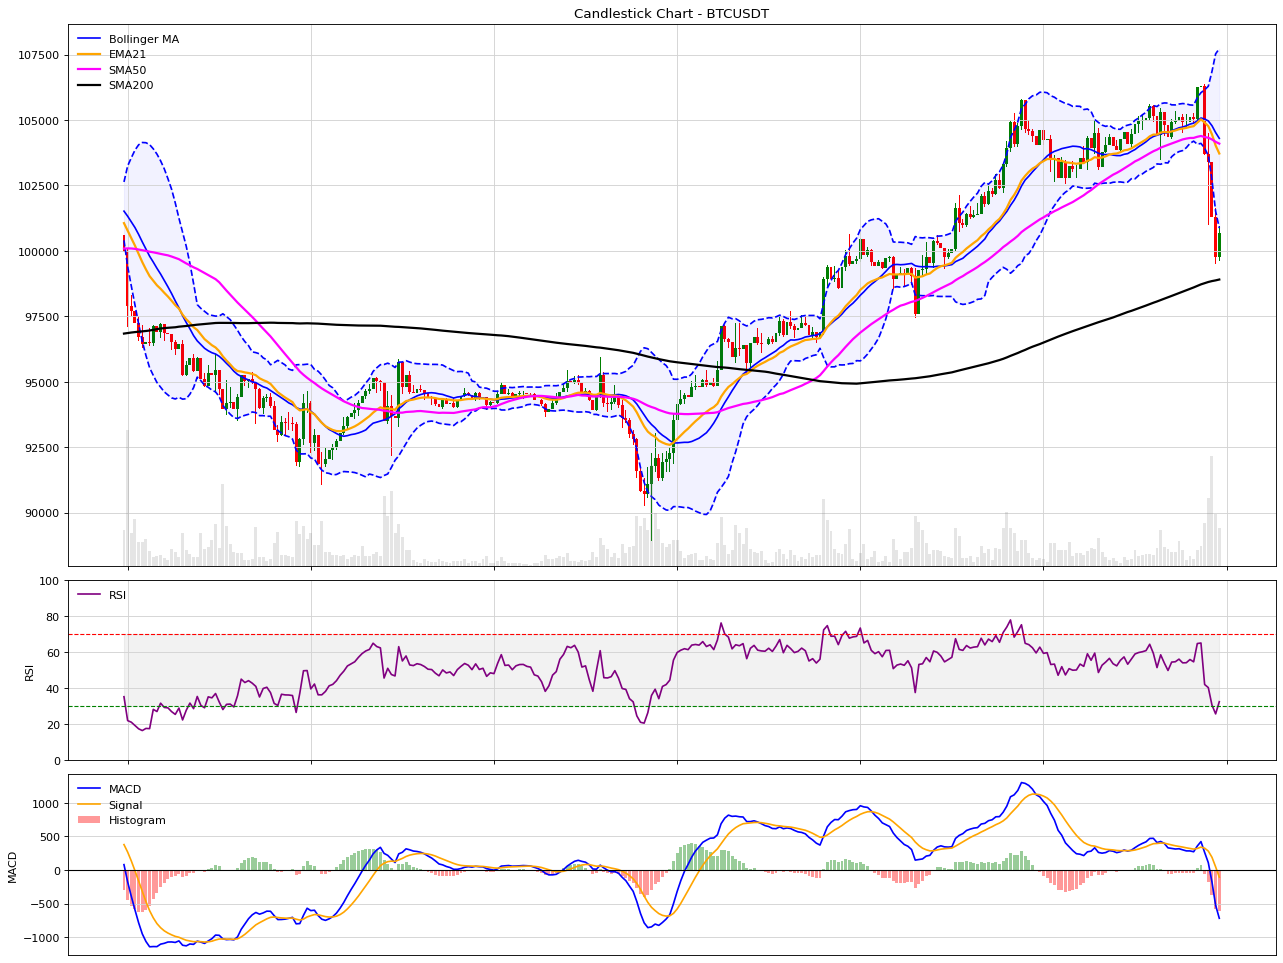 Candlestick Chart - BTCUSDT
Bollinger MA
EMA21
SMA50
SMA200
107500
105000
102500
100000
97500
95000
92500
90000
RSI
100
80
60
40
20
0
RSI
MACD
Signal
Histogram
1000
500
0
−500
−1000
MACD